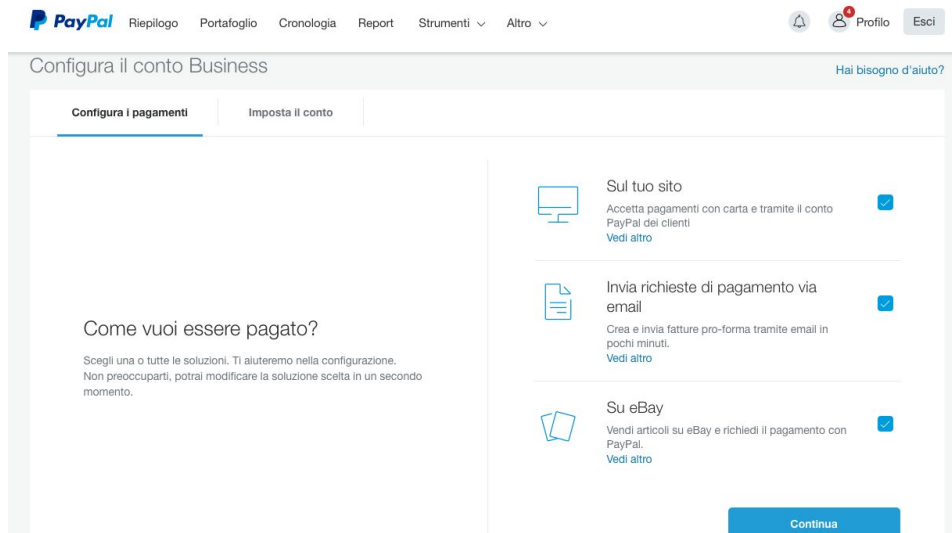 PayPal Riepilogo Portafoglio Cronologia Report Strumenti Altro 4 Profilo Esci
Configura il conto Business
Hai bisogno d'aiuto?
Configura i pagamenti Imposta il conto
Come vuoi essere pagato?
Scegli una o tutte le soluzioni. Ti aiuteremo nella configurazione.
Non preoccuparti, potrai modificare la soluzione scelta in un secondo
momento.
Sul tuo sito
Accetta pagamenti con carta e tramite il conto
PayPal dei clienti
Vedi altro
Invia richieste di pagamento via
email
Crea e invia fatture pro-forma tramite email in
pochi minuti.
Vedi altro
Su eBay
Vendi articoli su eBay e richiedi il pagamento con
PayPal.
Vedi altro
Continua